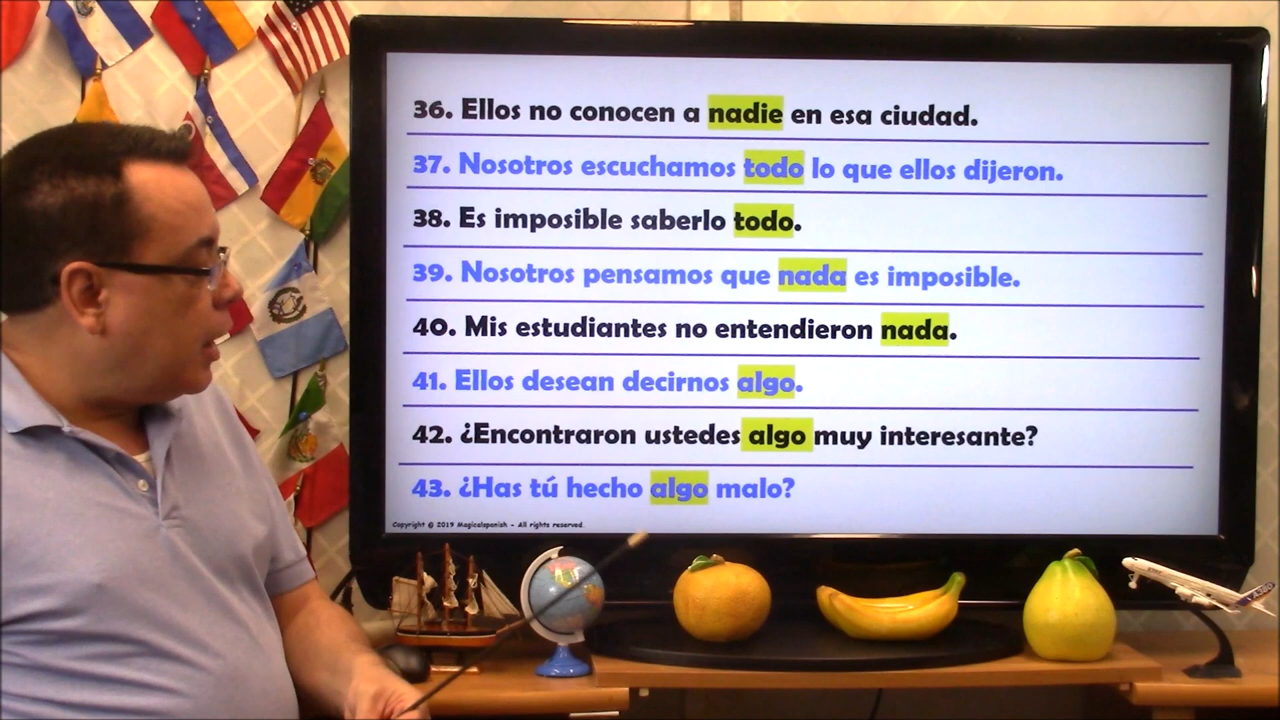 36. Ellos no conocen a nadie en esa ciudad.
37. Nosotros escuchamos todo lo que ellos dijeron.
38. Es imposible saberlo todo.
39. Nosotros pensamos que nada es imposible.
40. Mis estudiantes no entendieron nada.
41. Ellos desean decirnos algo.
42. ¿Encontraron ustedes algo muy interesante?
43. ¿Has tú hecho algo malo?
Copyright © 2019 Magicalspanish - All rights reserved.
A380